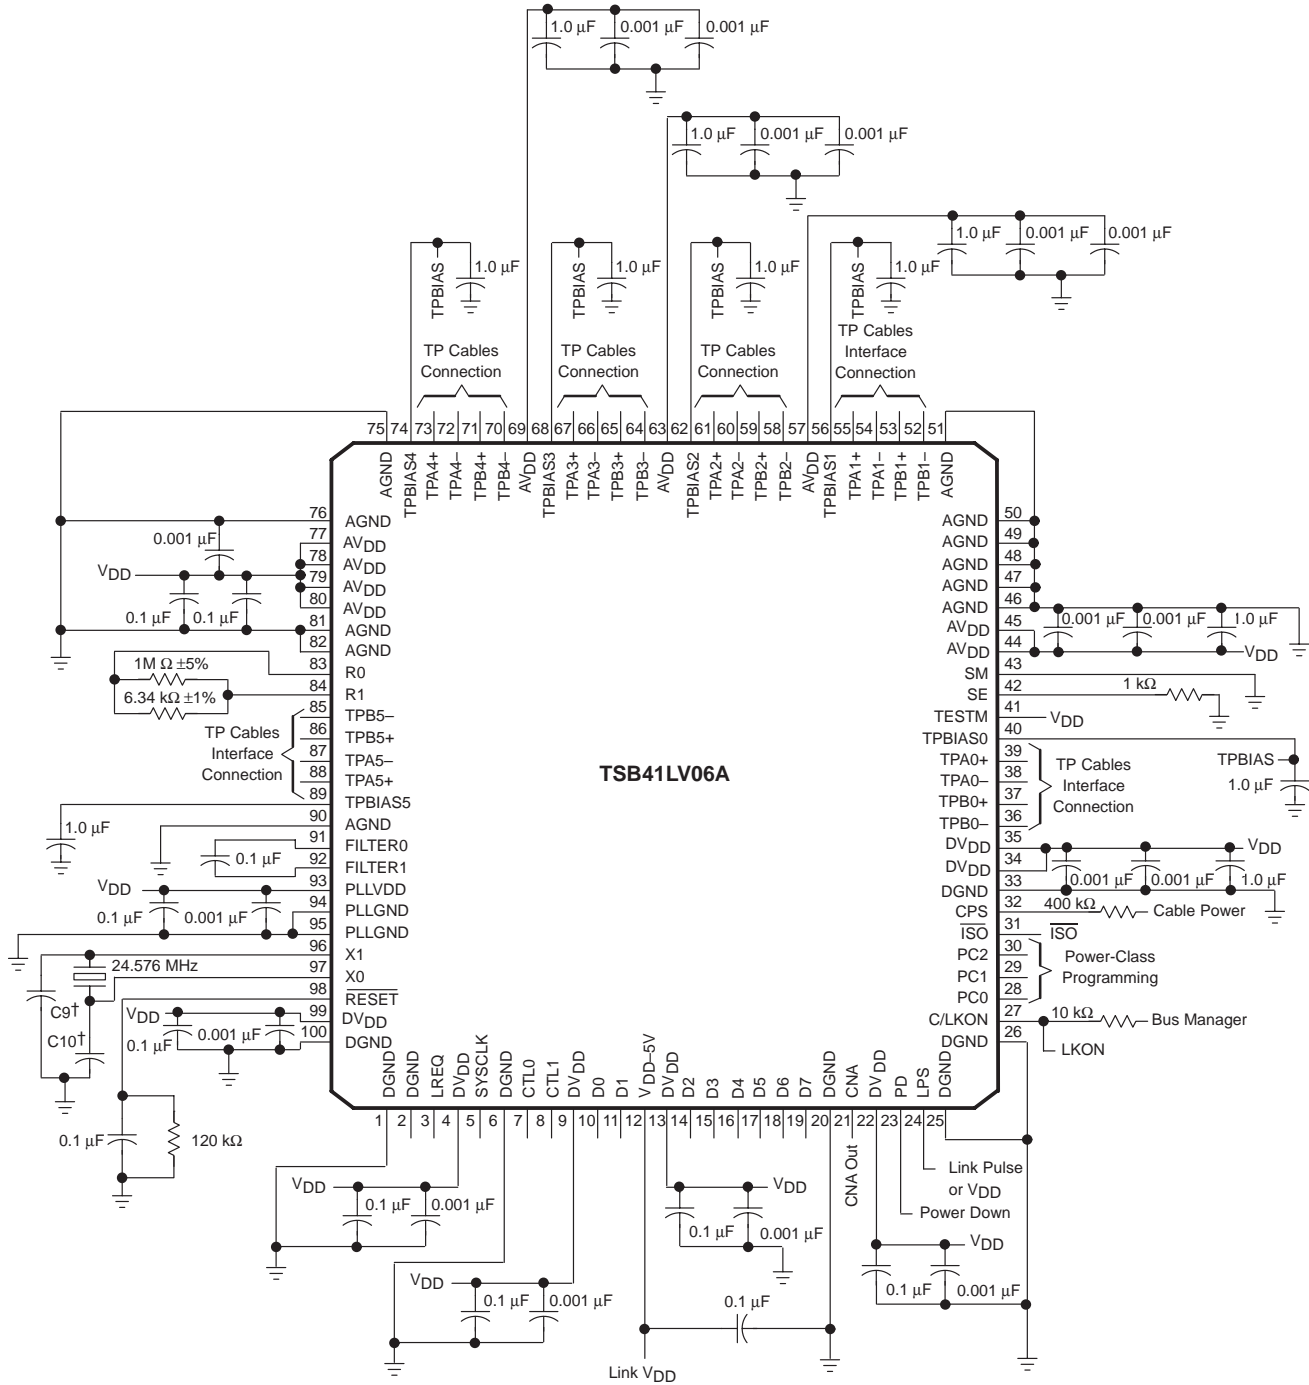 1.0 μF 0.001 μF 0.001 μF
1.0 μF 0.001 μF 0.001 μF
1.0 μF 0.001 μF 0.001 μF
TPBIAS 1.0 μF TPBIAS 1.0 μF TPBIAS 1.0 μF TPBIAS 1.0 μF
TP Cables
Connection
TP Cables
Connection
TP Cables
Connection
TP Cables
Interface
Connection
75 74 73 72 71 70 69 68 67 66 65 64 63 62 61 60 59 58 57 56 55 54 53 52 51
AGND
TPBIAS4
TPA4+
TPA4–
TPB4+
TPB4–
AVDD
TPBIAS3
TPA3+
TPA3–
TPB3+
TPB3–
AVDD
TPBIAS2
TPA2+
TPA2–
TPB2+
TPB2–
AVDD
TPBIAS1
TPA1+
TPA1–
TPB1+
TPB1–
AGND
76 AGND
77 AVDD
78 AVDD
79 AVDD
80 AVDD
81 AGND
82 AGND
83 R0
84 R1
85 TPB5–
86 TPB5+
87 TPA5–
88 TPA5+
89 TPBIAS5
90 AGND
91 FILTER0
92 FILTER1
93 PLLVDD
94 PLLGND
95 PLLGND
96 X1
97 X0
98 RESET
99 DVDD
100 DGND
0.001 μF
VDD
0.1 μF 0.1 μF
1M Ω ±5%
6.34 kΩ ±1%
TP Cables
Interface
Connection
1.0 μF
0.1 μF
VDD
0.1 μF 0.001 μF
24.576 MHz
C9†
C10†
VDD
0.1 μF 0.001 μF
0.1 μF 120 kΩ
TSB41LV06A
AGND 50
AGND 49
AGND 48
AGND 47
AGND 46
AVDD 45
AVDD 44
SM 43
SE 42
TESTM 41
TPBIAS0 40
TPA0+ 39
TPA0– 38
TPB0+ 37
TPB0– 36
DVDD 35
DVDD 34
DGND 33
CPS 32
ISO 31
PC2 30
PC1 29
PC0 28
C/LKON 27
DGND 26
0.001 μF 0.001 μF 1.0 μF
VDD
1 kΩ
VDD
TPBIAS
1.0 μF
TP Cables
Interface
Connection
VDD
0.001 μF 0.001 μF 1.0 μF
400 kΩ Cable Power
ISO
Power-Class
Programming
10 kΩ Bus Manager
LKON
DGND
DGND
LREQ
DVDD
SYSCLK
DGND
CTL0
CTL1
DVDD
D0
D1
VDD–5V
DVDD
D2
D3
D4
D5
D6
D7
DGND
CNA
DVDD
PD
LPS
DGND
1 2 3 4 5 6 7 8 9 10 11 12 13 14 15 16 17 18 19 20 21 22 23 24 25
CNA Out
Link Pulse
or VDD
Power Down
VDD
0.1 μF 0.001 μF
VDD
0.1 μF 0.001 μF
VDD
0.1 μF 0.001 μF
VDD
0.1 μF 0.001 μF
0.1 μF
Link VDD